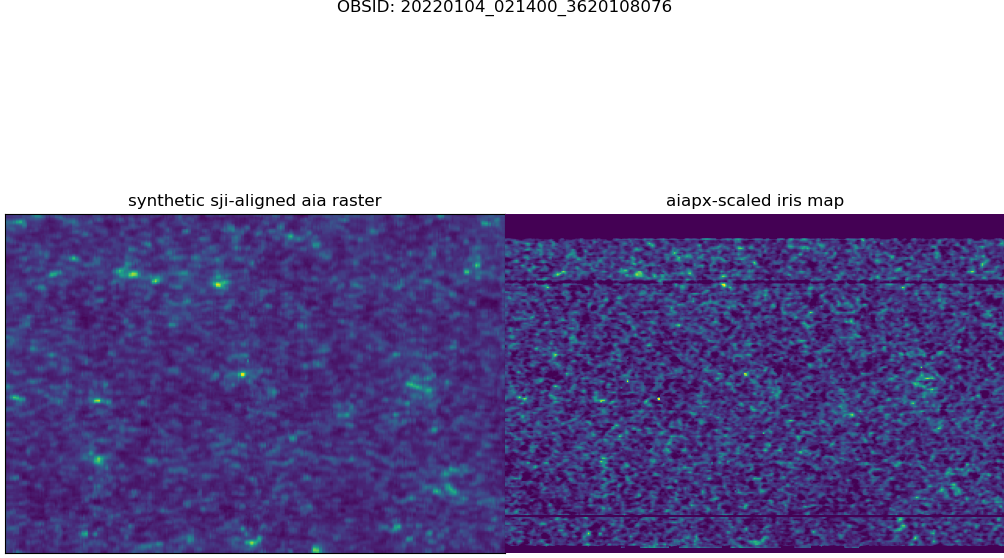 OBSID: 20220104_021400_3620108076
synthetic sji-aligned aia raster
aiapx-scaled iris map